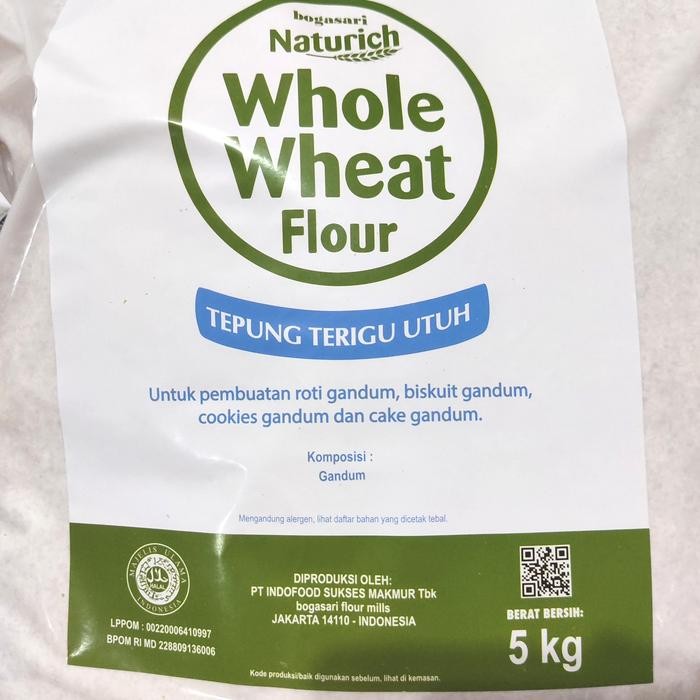 bogasari
Naturich
Whole
Wheat
Flour
TEPUNG TERIGU UTUH
Untuk pembuatan roti gandum, biskuit gandum,
cookies gandum dan cake gandum.
Komposisi :
Gandum
Mengandung alergen, lihat daftar bahan yang dicetak tebal.
MAJELIS ULAMA
حلال
HALAL
INDONESIA
LPPOM : 00220006410997
BPOM RI MD 228809136006
DIPRODUKSI OLEH:
PT INDOFOOD SUKSES MAKMUR Tbk
bogasari flour mills
JAKARTA 14110 - INDONESIA
BERAT BERSIH:
5 kg
Kode produksi/baik digunakan sebelum, lihat di kemasan.